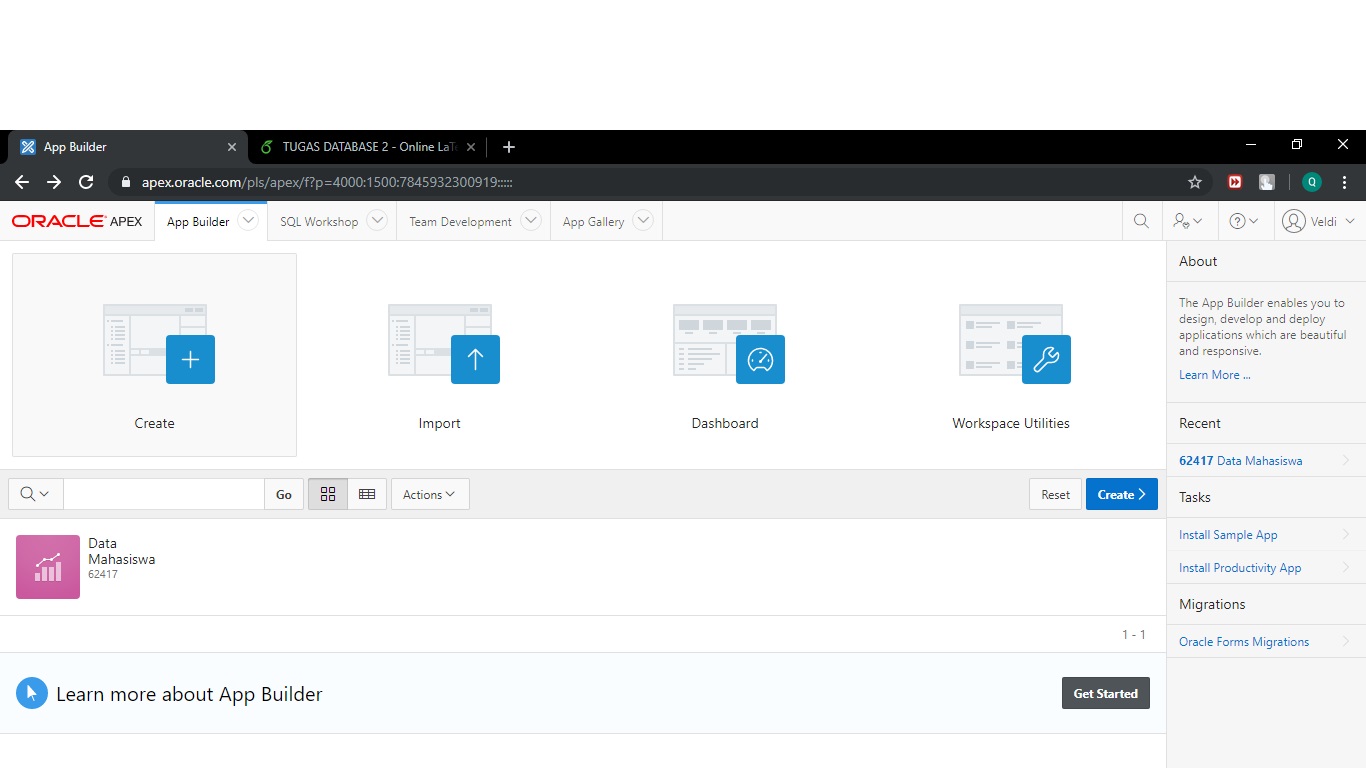 App Builder
TUGAS DATABASE 2 - Online LaTe
apex.oracle.com/pls/apex/f?p=4000:1500:7845932300919:::::
Q
ORACLE APEX
App Builder
SQL Workshop
Team Development
App Gallery
Veldi
Create
Import
Dashboard
Workspace Utilities
Go
Actions
Reset
Create
Data
Mahasiswa
62417
1 - 1
Learn more about App Builder
Get Started
About
The App Builder enables you to
design, develop and deploy
applications which are beautiful
and responsive.
Learn More ...
Recent
62417 Data Mahasiswa
Tasks
Install Sample App
Install Productivity App
Migrations
Oracle Forms Migrations